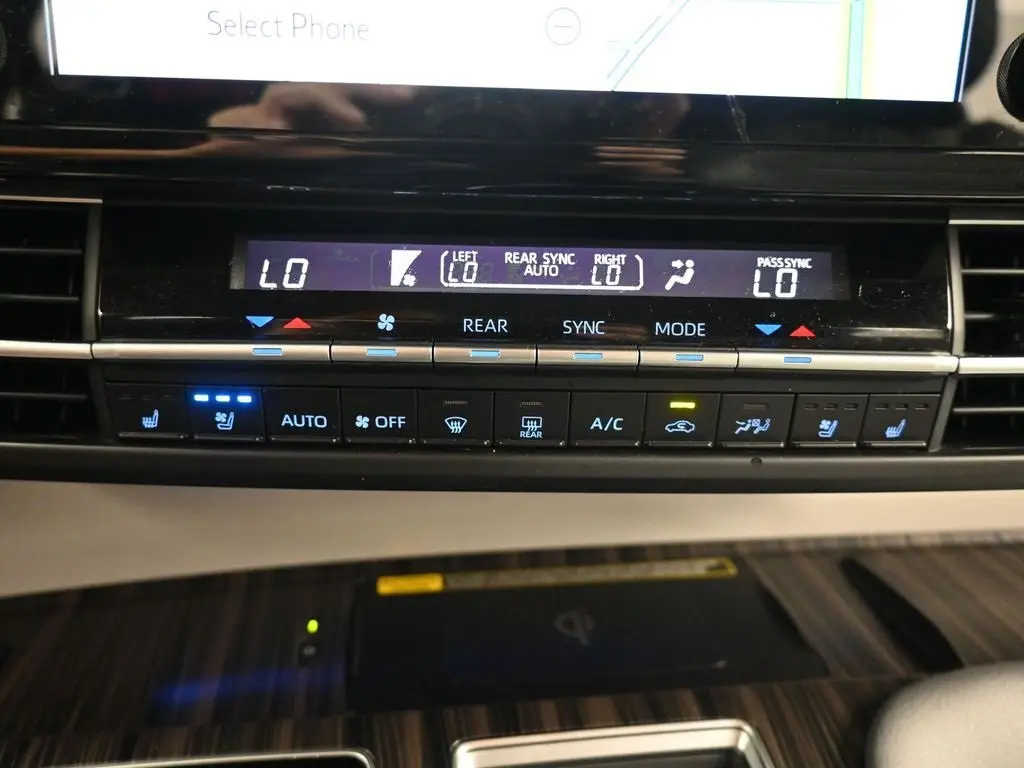 Select Phone
LO
LEFT
LO
REAR SYNC
AUTO
RIGHT
LO
PASS SYNC
LO
REAR
SYNC
MODE
AUTO
OFF
REAR
A/C